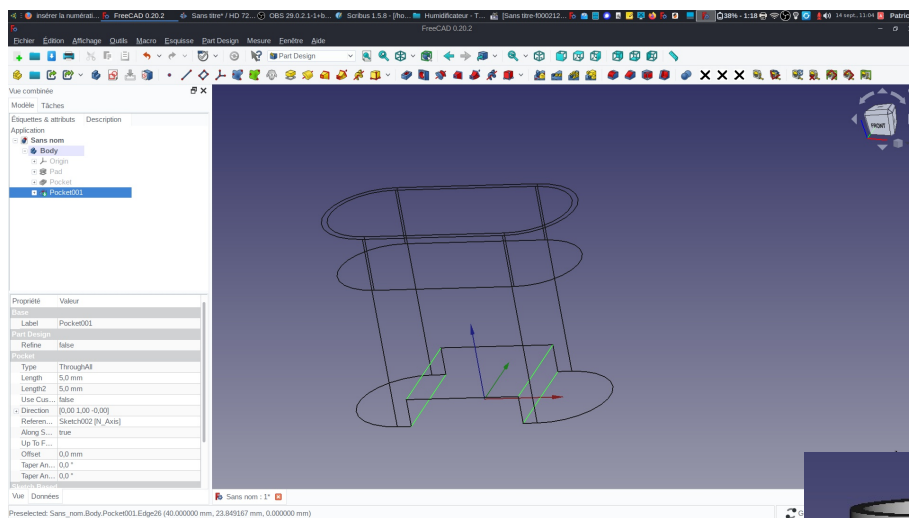 insérer la numérati... FreeCAD 0.20.2 Sans titre* / HD 72... OBS 29.0.2.1-1+b... Scribus 1.5.8 - [/ho... Humidificateur - T... [Sans titre-f000212... 38% - 1:18 14 sept., 11:04 Patric
FreeCAD 0.20.2
Fichier Édition Affichage Outils Macro Esquisse Part Design Mesure Fenêtre Aide
Part Design
Vue combinée
Modèle Tâches
Étiquettes & attributs Description
Application
Sans nom
Body
Origin
Pad
Pocket
Pocket001
FRONT
Propriété Valeur
Base
Label Pocket001
Part Design
Refine false
Pocket
Type ThroughAll
Length 5,0 mm
Length2 5,0 mm
Use Cus... false
Direction [0,00 1,00 -0,00]
Referen... Sketch002 [N_Axis]
Along S... true
Up To F...
Offset 0,0 mm
Taper An... 0,0 °
Taper An... 0,0 °
Vue Données
Sans nom : 1*
Preselected: Sans_nom.Body.Pocket001.Edge26 (40.000000 mm, 23.849167 mm, 0.000000 mm)